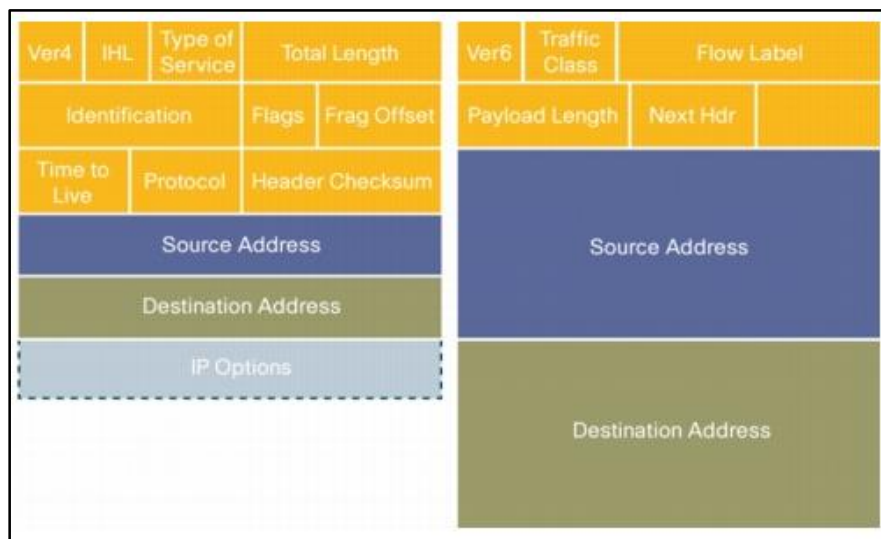 Ver4 IHL Type of Service Total Length
Identification Flags Frag Offset
Time to Live Protocol Header Checksum
Source Address
Destination Address
IP Options
Ver6 Traffic Class Flow Label
Payload Length Next Hdr
Source Address
Destination Address